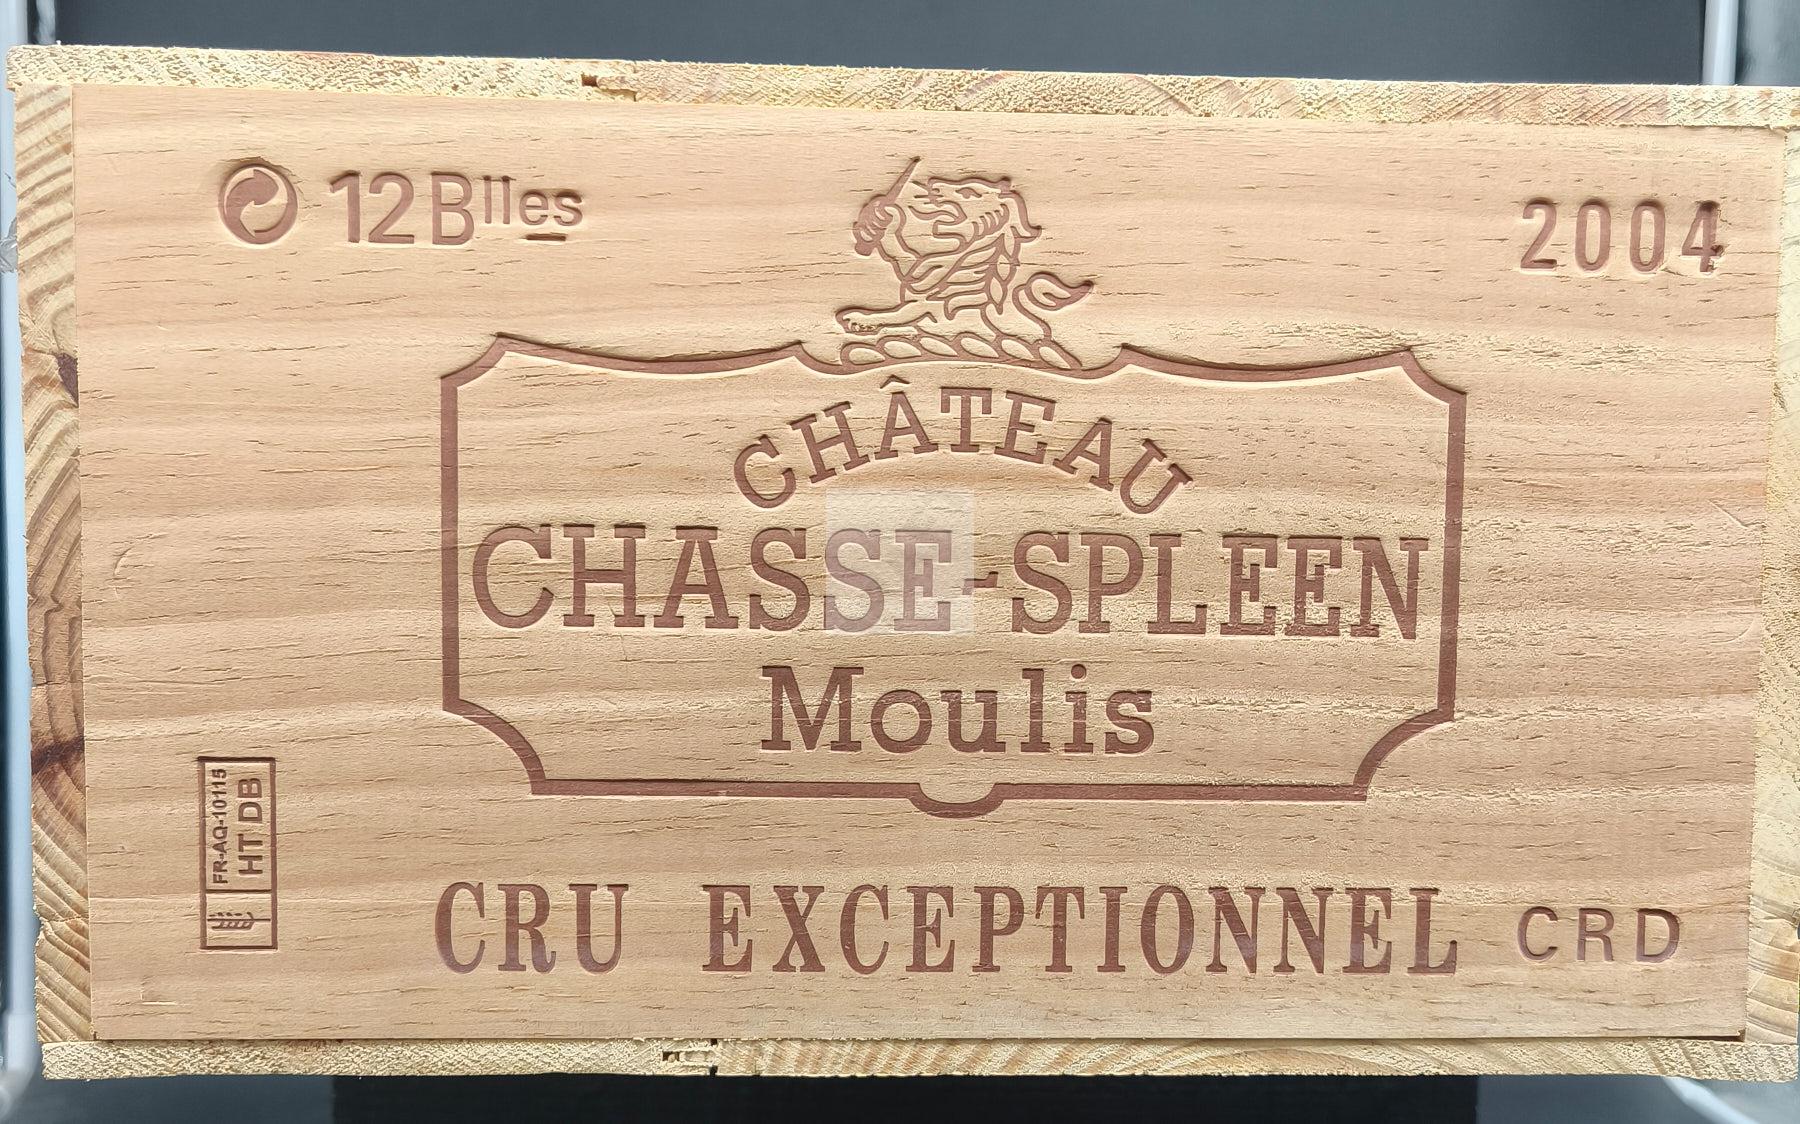 12 Blles
2004
CHÂTEAU
CHASSE-SPLEEN
Moulis
FR-AQ-10115
HT DB
CRU EXCEPTIONNEL
CRD